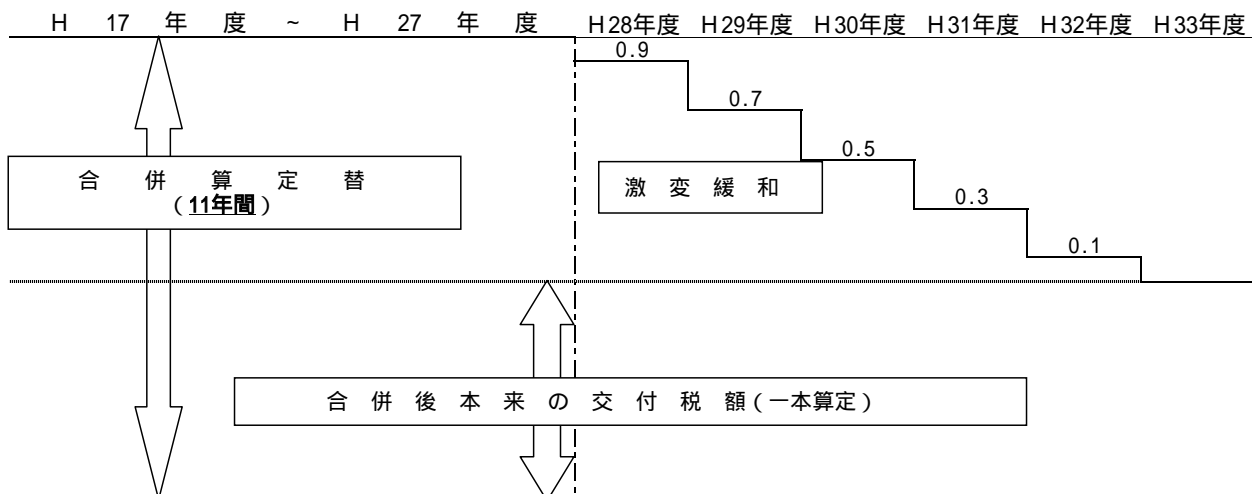 H 17 年 度 ~ H 27 年 度 H28年度 H29年度 H30年度 H31年度 H32年度 H33年度
0.9
0.7
0.5
合 併 算 定 替
(11年間)
激 変 緩 和
0.3
0.1
合 併 後 本 来 の 交 付 税 額(一本算定)